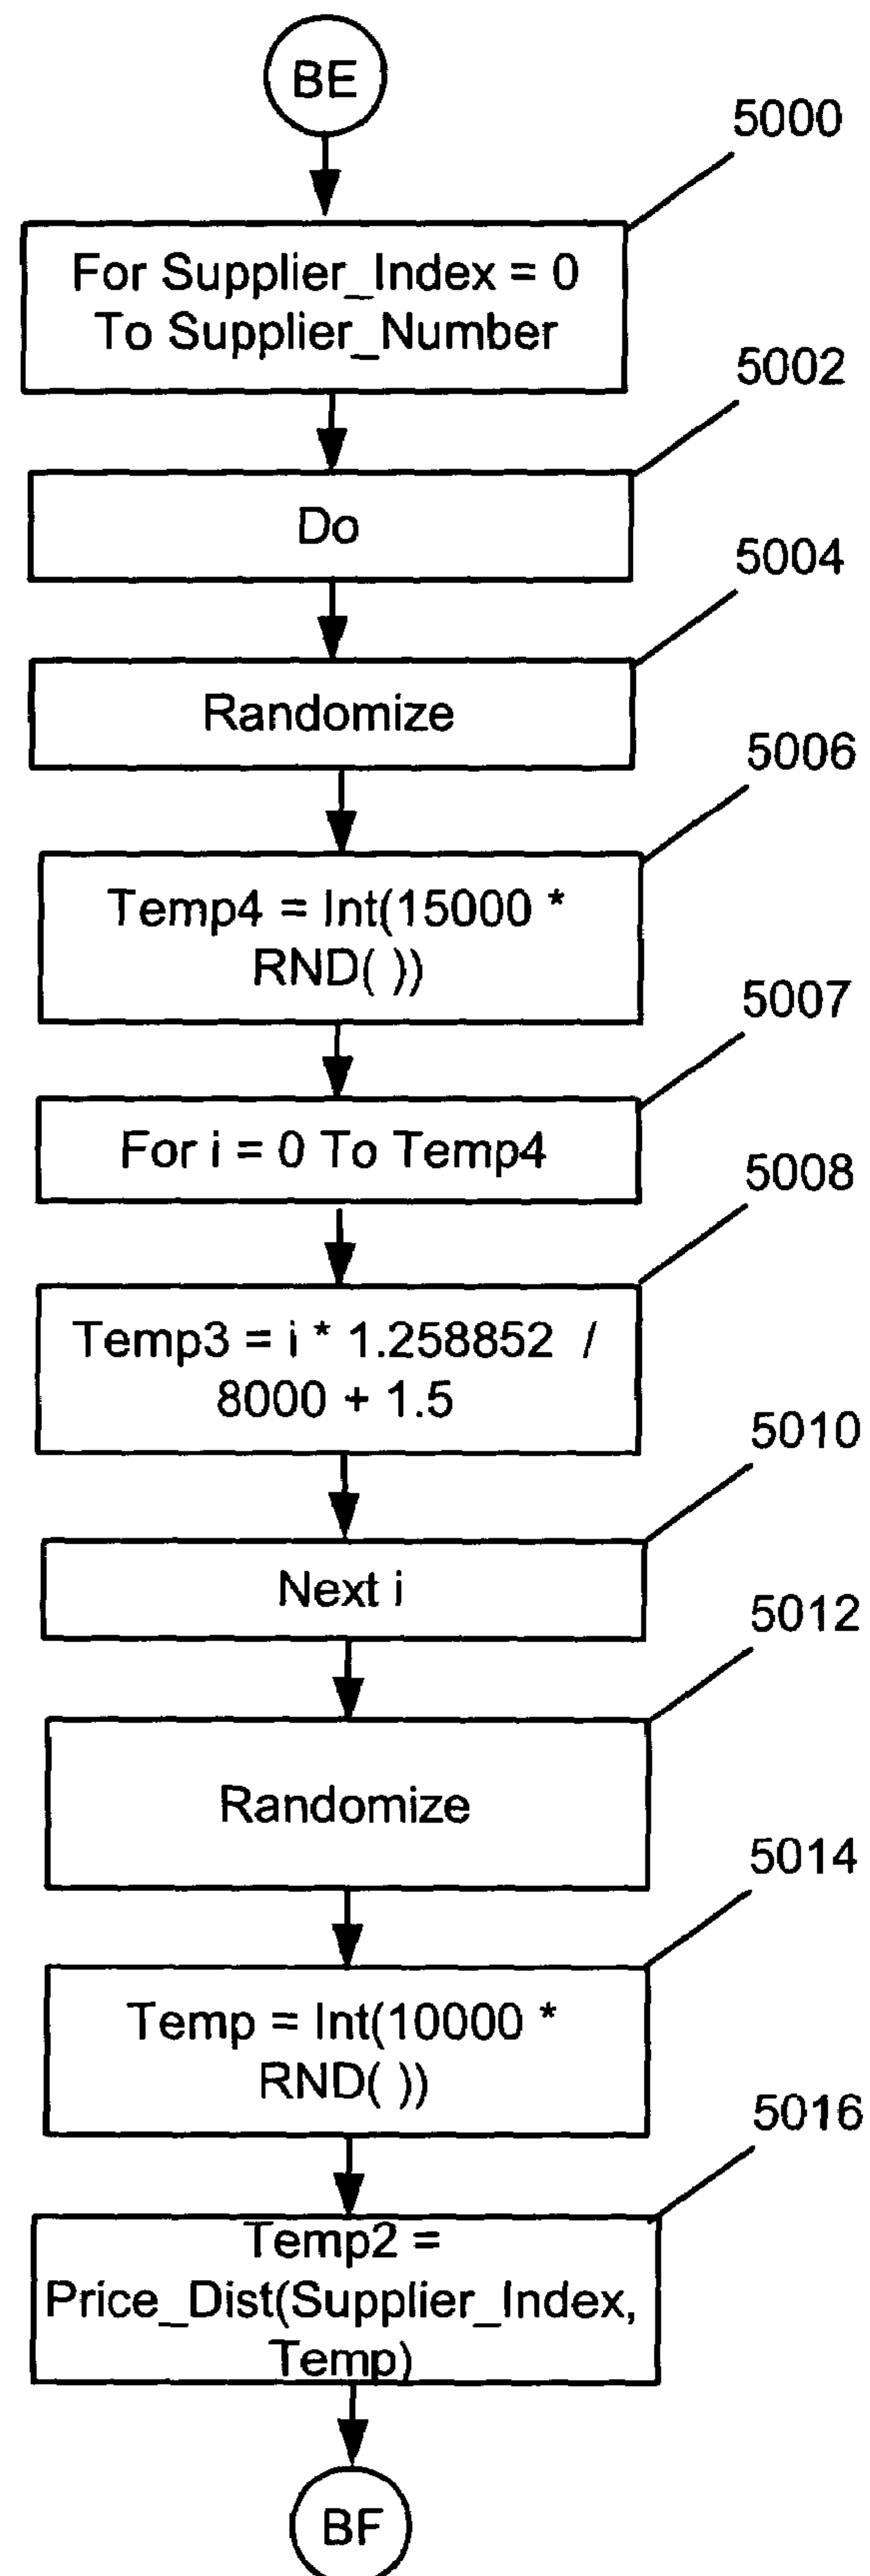 BE
5000
For Supplier_Index = 0
To Supplier_Number
5002
Do
5004
Randomize
5006
Temp4 = Int(15000 *
RND( ))
5007
For i = 0 To Temp4
5008
Temp3 = i * 1.258852 /
8000 + 1.5
5010
Next i
5012
Randomize
5014
Temp = Int(10000 *
RND( ))
5016
Temp2 =
Price_Dist(Supplier_Index,
Temp)
BF